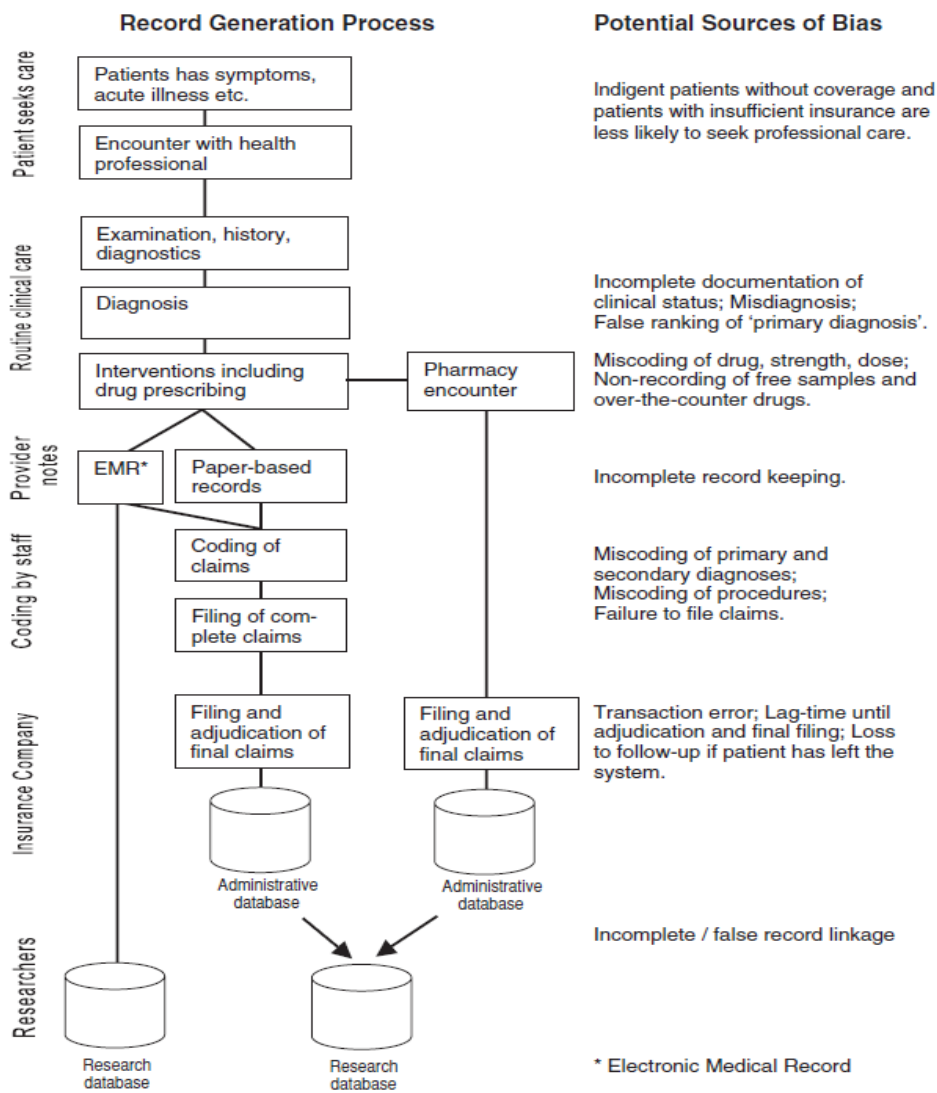 Record Generation Process
Potential Sources of Bias
Patient seeks care
Patients has symptoms,
acute illness etc.
Encounter with health
professional
Indigent patients without coverage and
patients with insufficient insurance are
less likely to seek professional care.
Routine clinical care
Examination, history,
diagnostics
Diagnosis
Incomplete documentation of
clinical status; Misdiagnosis;
False ranking of ‘primary diagnosis’.
Interventions including
drug prescribing
Pharmacy
encounter
Miscoding of drug, strength, dose;
Non-recording of free samples and
over-the-counter drugs.
Provider
notes
EMR*
Paper-based
records
Incomplete record keeping.
Coding by staff
Coding of
claims
Filing of com-
plete claims
Miscoding of primary and
secondary diagnoses;
Miscoding of procedures;
Failure to file claims.
Insurance Company
Filing and
adjudication of
final claims
Filing and
adjudication of
final claims
Transaction error; Lag-time until
adjudication and final filing; Loss
to follow-up if patient has left the
system.
Administrative
database
Administrative
database
Researchers
Incomplete / false record linkage
Research
database
Research
database
* Electronic Medical Record